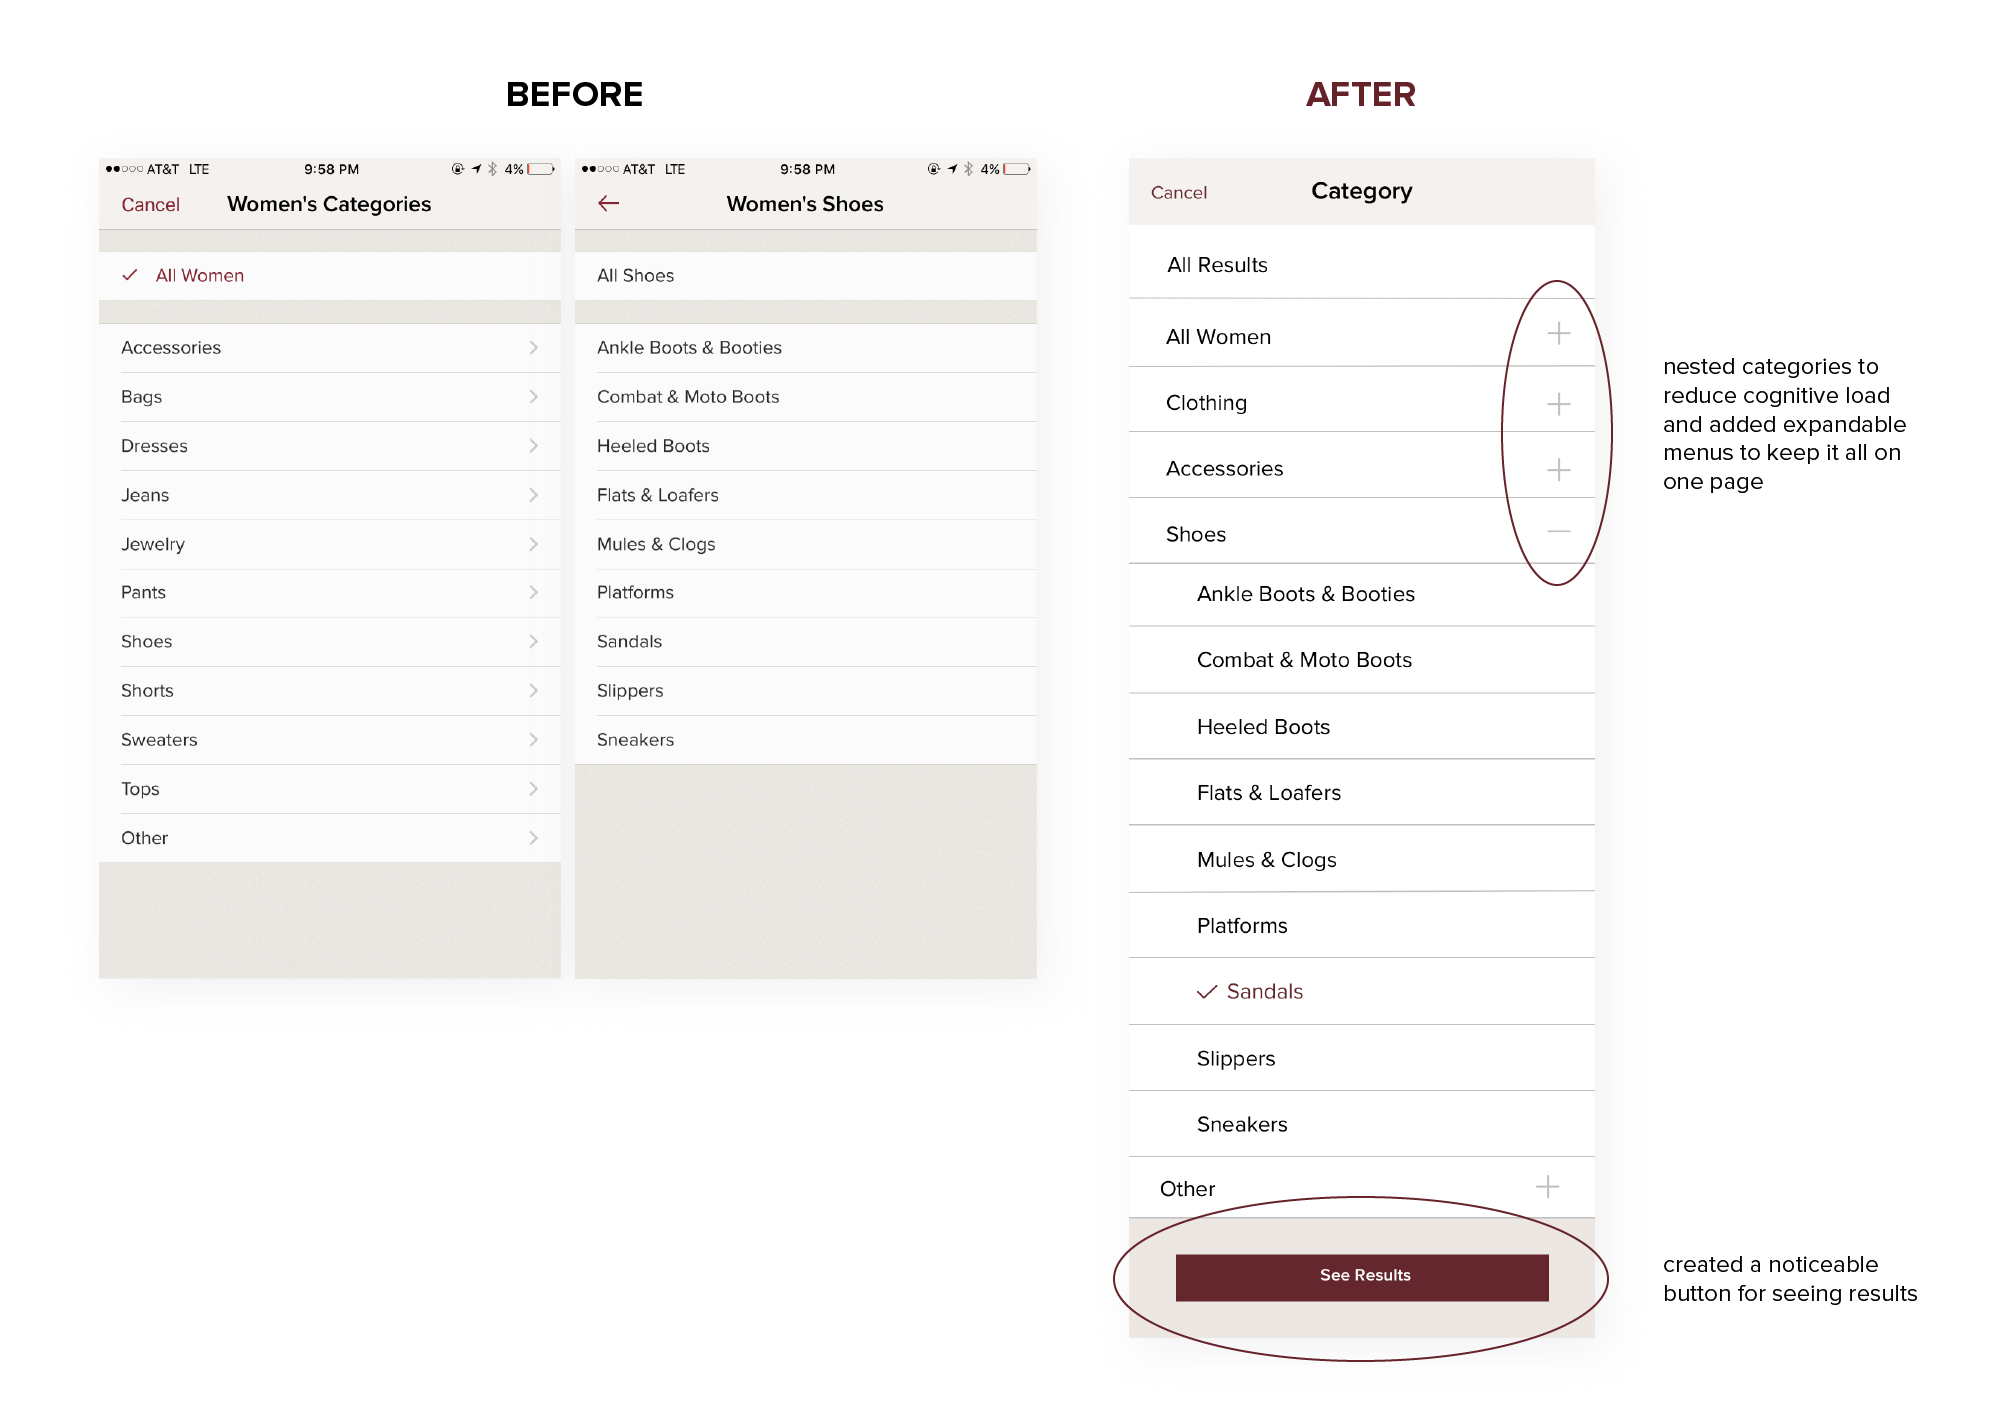 BEFORE
AT&T LTE 9:58 PM 4%
Cancel Women's Categories
All Women
Accessories
Bags
Dresses
Jeans
Jewelry
Pants
Shoes
Shorts
Sweaters
Tops
Other
AT&T LTE 9:58 PM 4%
Women's Shoes
All Shoes
Ankle Boots & Booties
Combat & Moto Boots
Heeled Boots
Flats & Loafers
Mules & Clogs
Platforms
Sandals
Slippers
Sneakers
AFTER
Cancel Category
All Results
All Women
Clothing
Accessories
Shoes
Ankle Boots & Booties
Combat & Moto Boots
Heeled Boots
Flats & Loafers
Mules & Clogs
Platforms
Sandals
Slippers
Sneakers
Other
See Results
nested categories to
reduce cognitive load
and added expandable
menus to keep it all on
one page
created a noticeable
button for seeing results